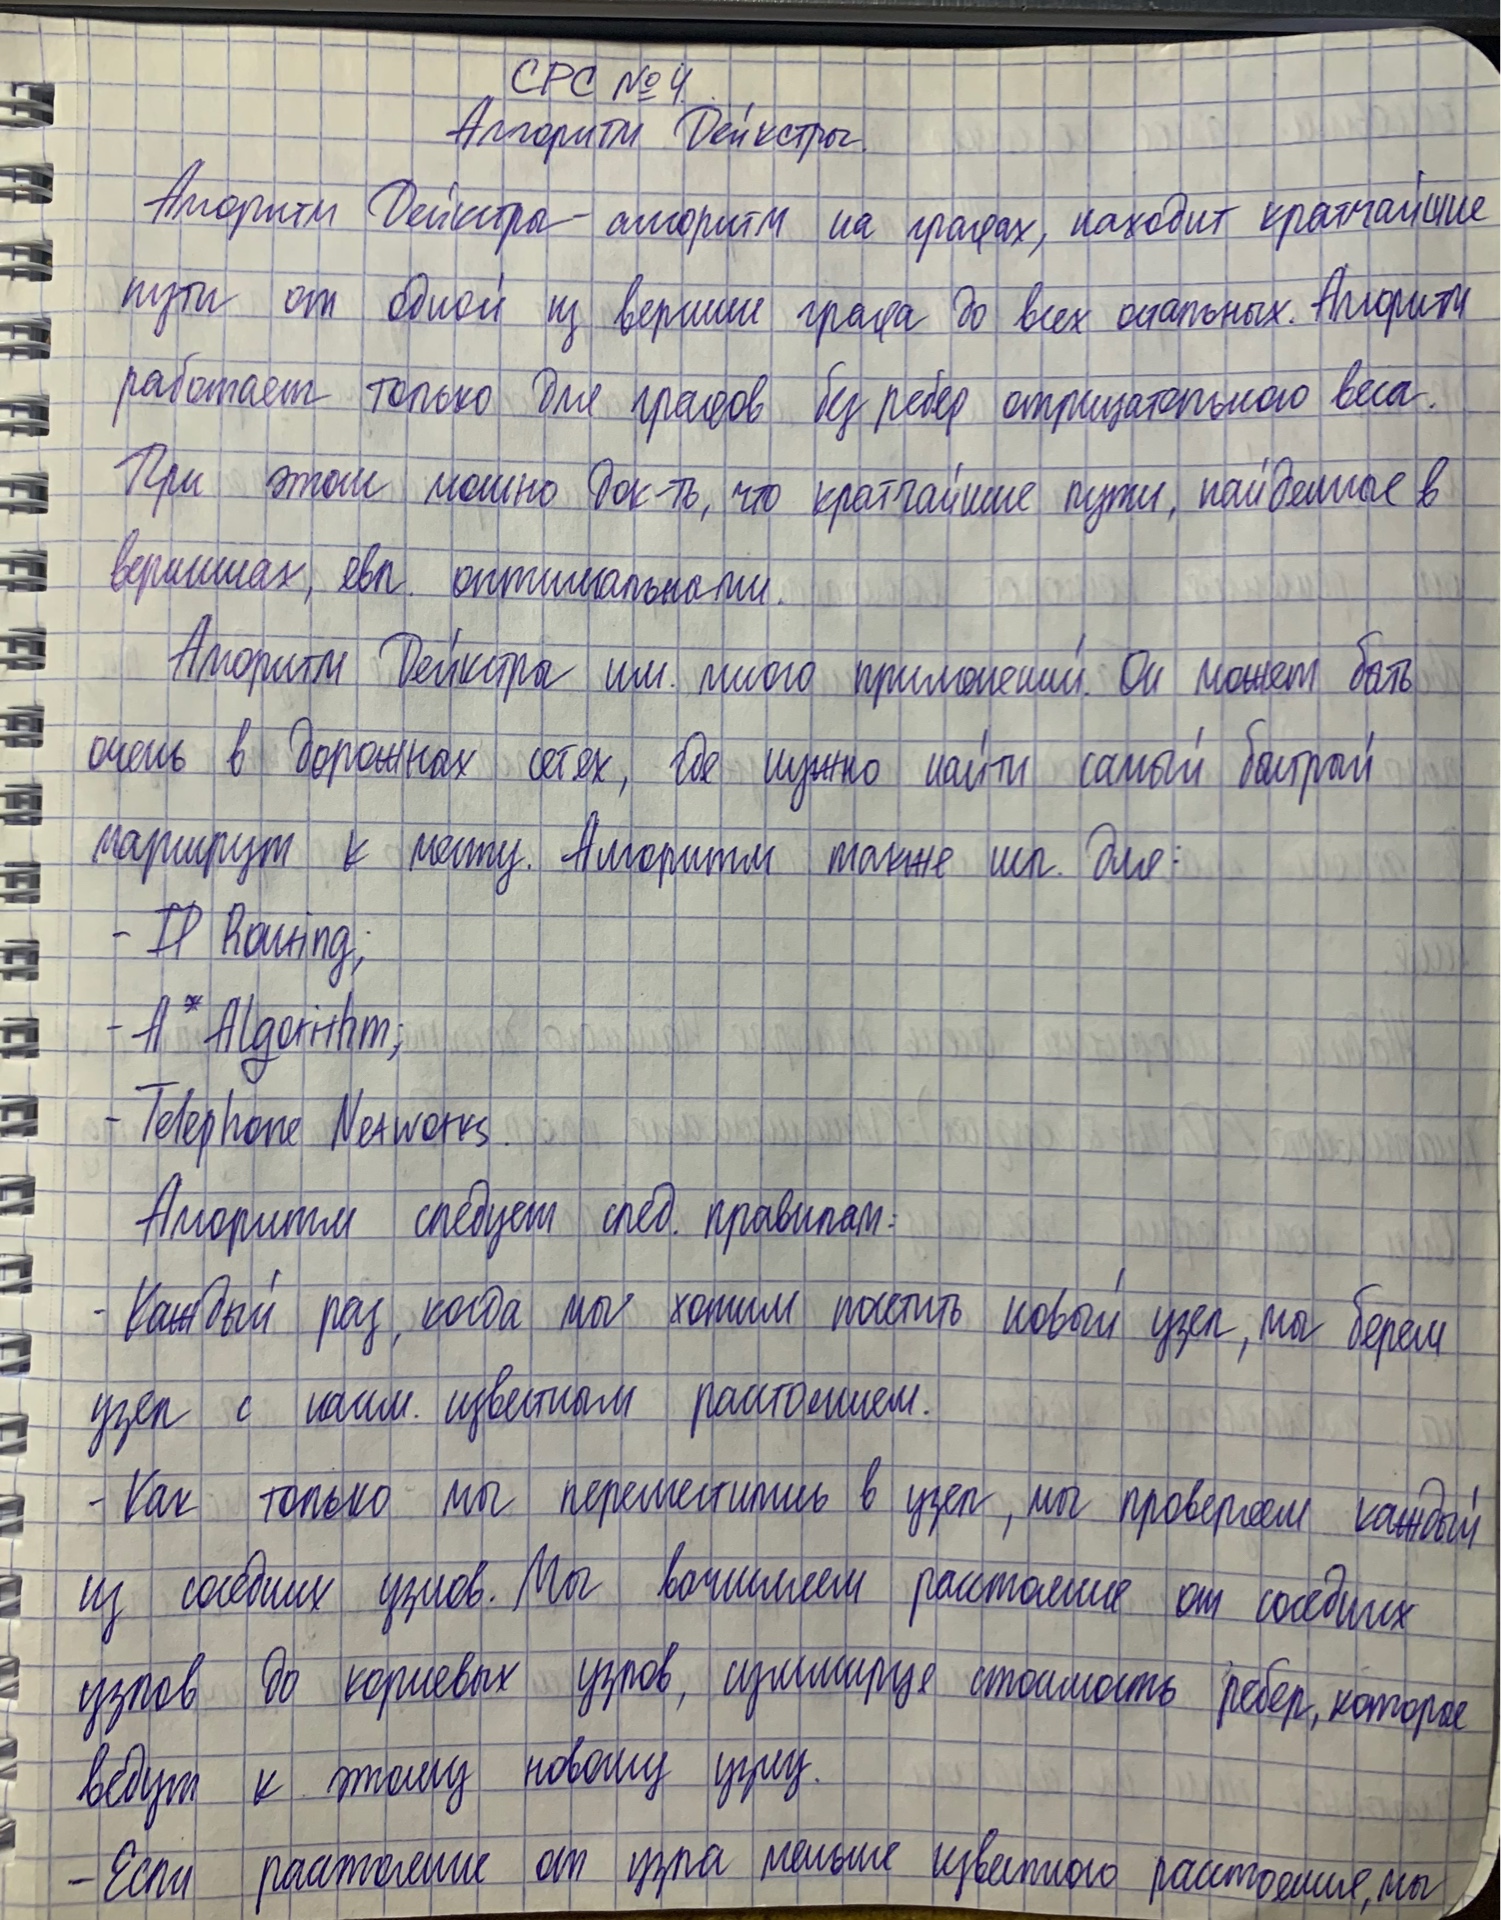 СРС №4.
Алгоритм Дейкстры.
Алгоритм Дейкстры - алгоритм на графах, находит кратчайшие
пути от одной из вершин графа до всех остальных. Алгоритм
работает только для графов без ребер отрицательного веса.
При этом можно док-ть, что кратчайшие пути, найденные в
вершинах, явл. оптимальными.
Алгоритм Дейкстры им. много применений. Он может быть
очень в дорожных сетях, где нужно найти самый быстрый
маршрут к месту. Алгоритм также исп. для:
- IP Routing;
- A* Algorithm;
- Telephone Networks.
Алгоритм следует след. правилам:
- Каждый раз, когда мы хотим посетить новый узел, мы берем
узел с наим. известным расстоянием.
- Как только мы переместились в узел, мы проверяем каждый
из соседних узлов. Мы вычисляем расстояние от соседних
узлов до корневых узлов, суммируя стоимость ребер, которые
ведут к этому новому узлу.
- Если расстояние от узла меньше известного расстояния, мы